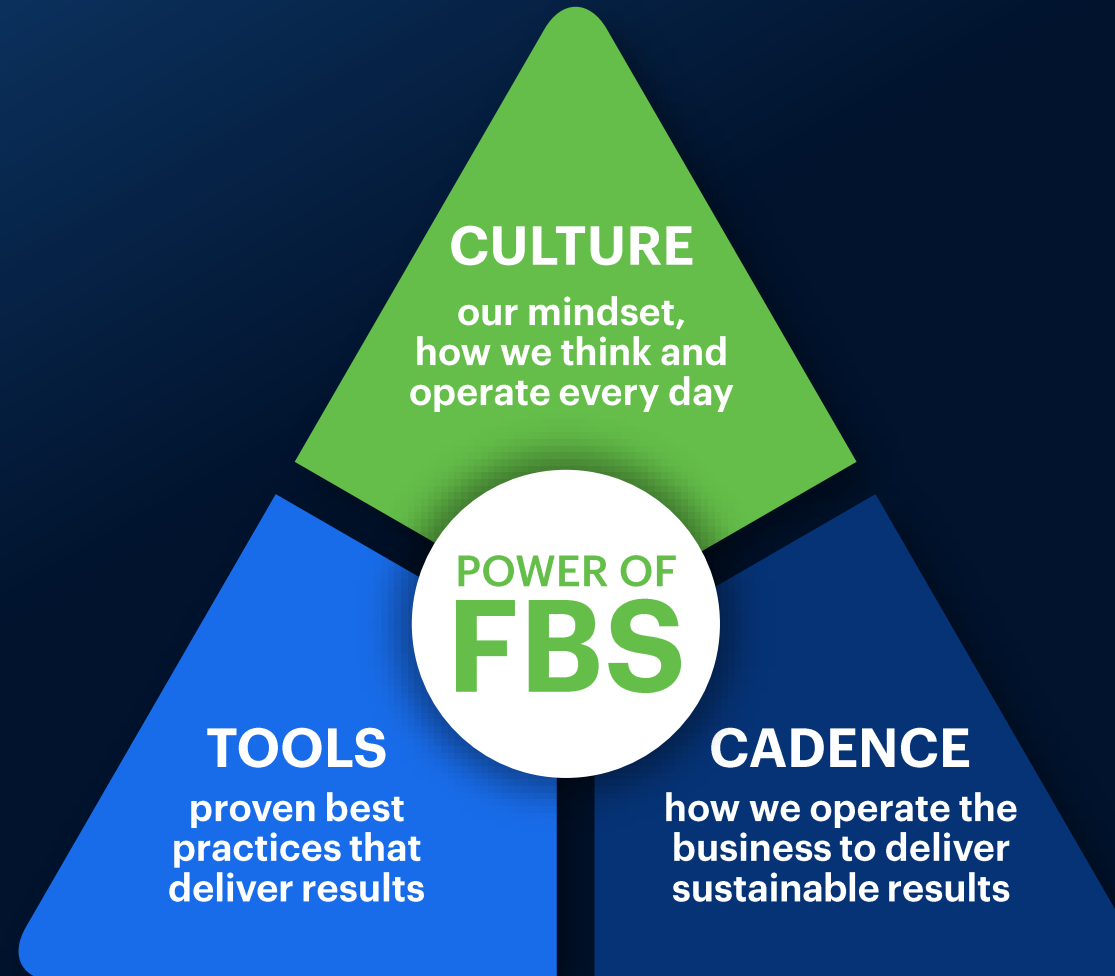 CULTURE
our mindset,
how we think and
operate every day
POWER OF
FBS
TOOLS
proven best
practices that
deliver results
CADENCE
how we operate the
business to deliver
sustainable results